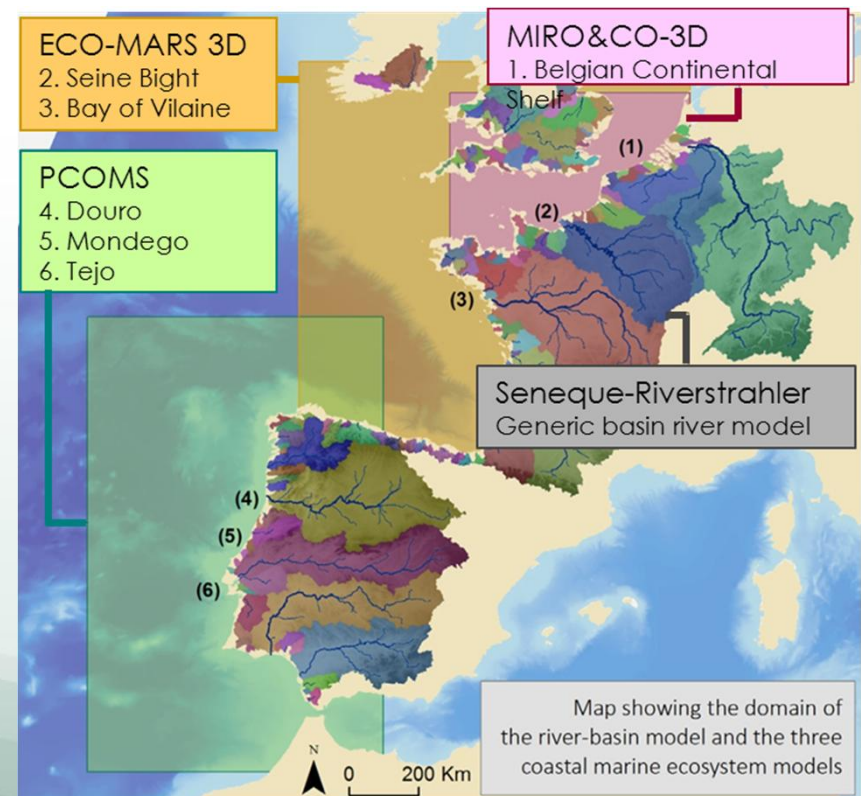 ECO-MARS 3D
2. Seine Bight
3. Bay of Vilaine
MIRO&CO-3D
1. Belgian Continental
Shelf
PCOMS
4. Douro
5. Mondego
6. Tejo
(1)
(2)
(3)
Seneque-Riverstrahler
Generic basin river model
(4)
(5)
(6)
Map showing the domain of
the river-basin model and the three
coastal marine ecosystem models
N
0 200 Km